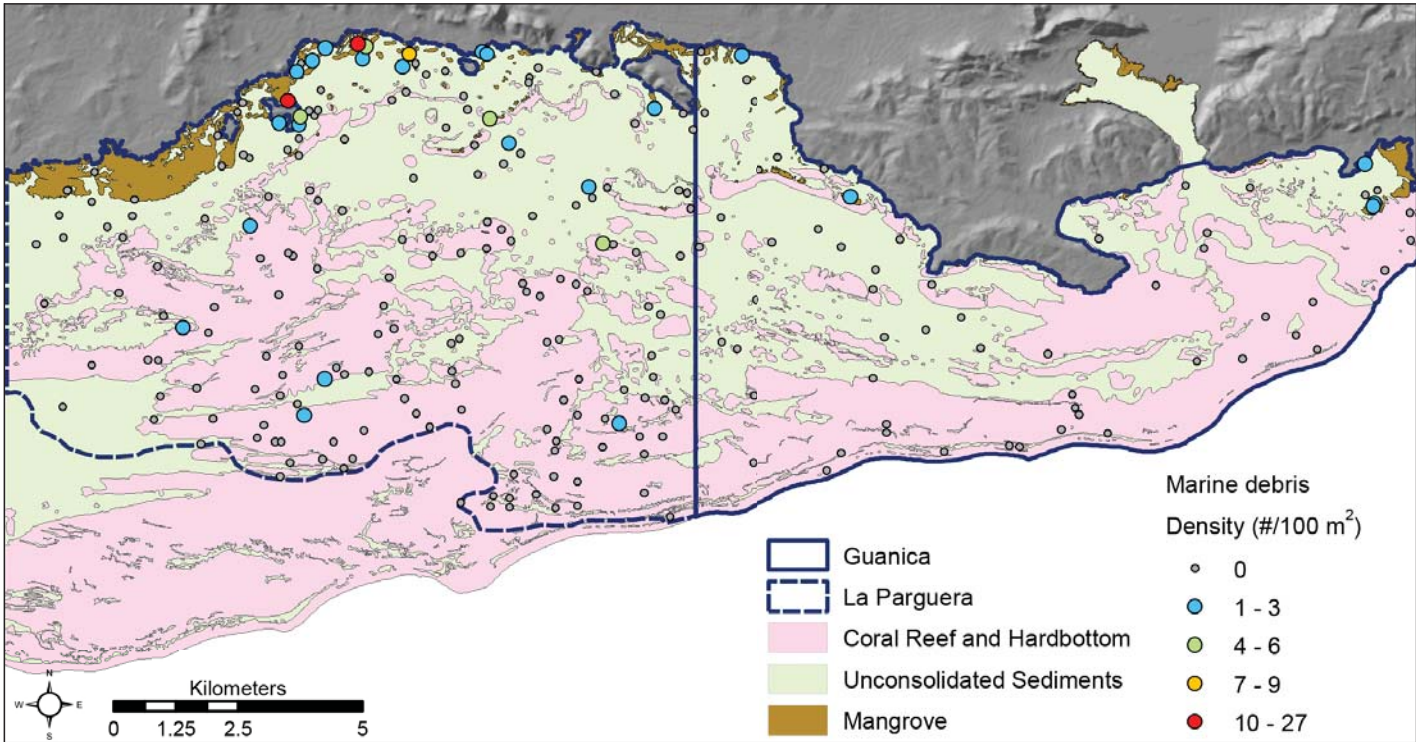 Marine debris
Density (#/100 m²)
0
1 - 3
4 - 6
7 - 9
10 - 27
Guanica
La Parguera
Coral Reef and Hardbottom
Unconsolidated Sediments
Mangrove
N
W E
S
Kilometers
0 1.25 2.5 5